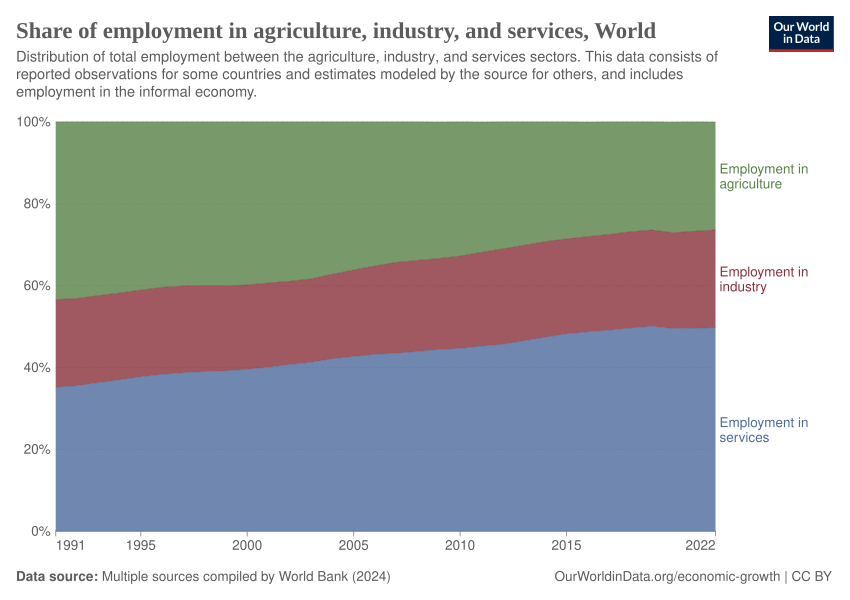 Share of employment in agriculture, industry, and services, World
Our World
in Data
Distribution of total employment between the agriculture, industry, and services sectors. This data consists of
reported observations for some countries and estimates modeled by the source for others, and includes
employment in the informal economy.
100%
80%
60%
40%
20%
0%
Employment in
agriculture
Employment in
industry
Employment in
services
1991
1995
2000
2005
2010
2015
2022
Data source: Multiple sources compiled by World Bank (2024)
OurWorldinData.org/economic-growth | CC BY